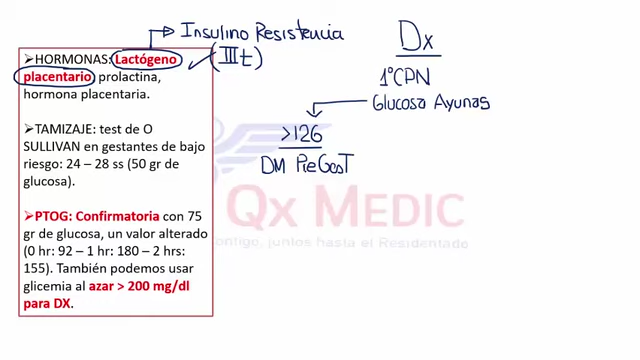 Insulino Resistencia
(III t)
➢HORMONAS: Lactógeno
placentario, prolactina,
hormona placentaria.
➢TAMIZAJE: test de O
SULLIVAN en gestantes de bajo
riesgo: 24 – 28 ss (50 gr de
glucosa).
➢PTOG: Confirmatoria con 75
gr de glucosa, un valor alterado
(0 hr: 92 – 1 hr: 180 – 2 hrs:
155). También podemos usar
glicemia al azar > 200 mg/dl
para DX.
Dx
1° CPN
Glucosa Ayunas
>126
DM PreGesT
QX MEDIC
Contigo, juntos hasta el Residentado